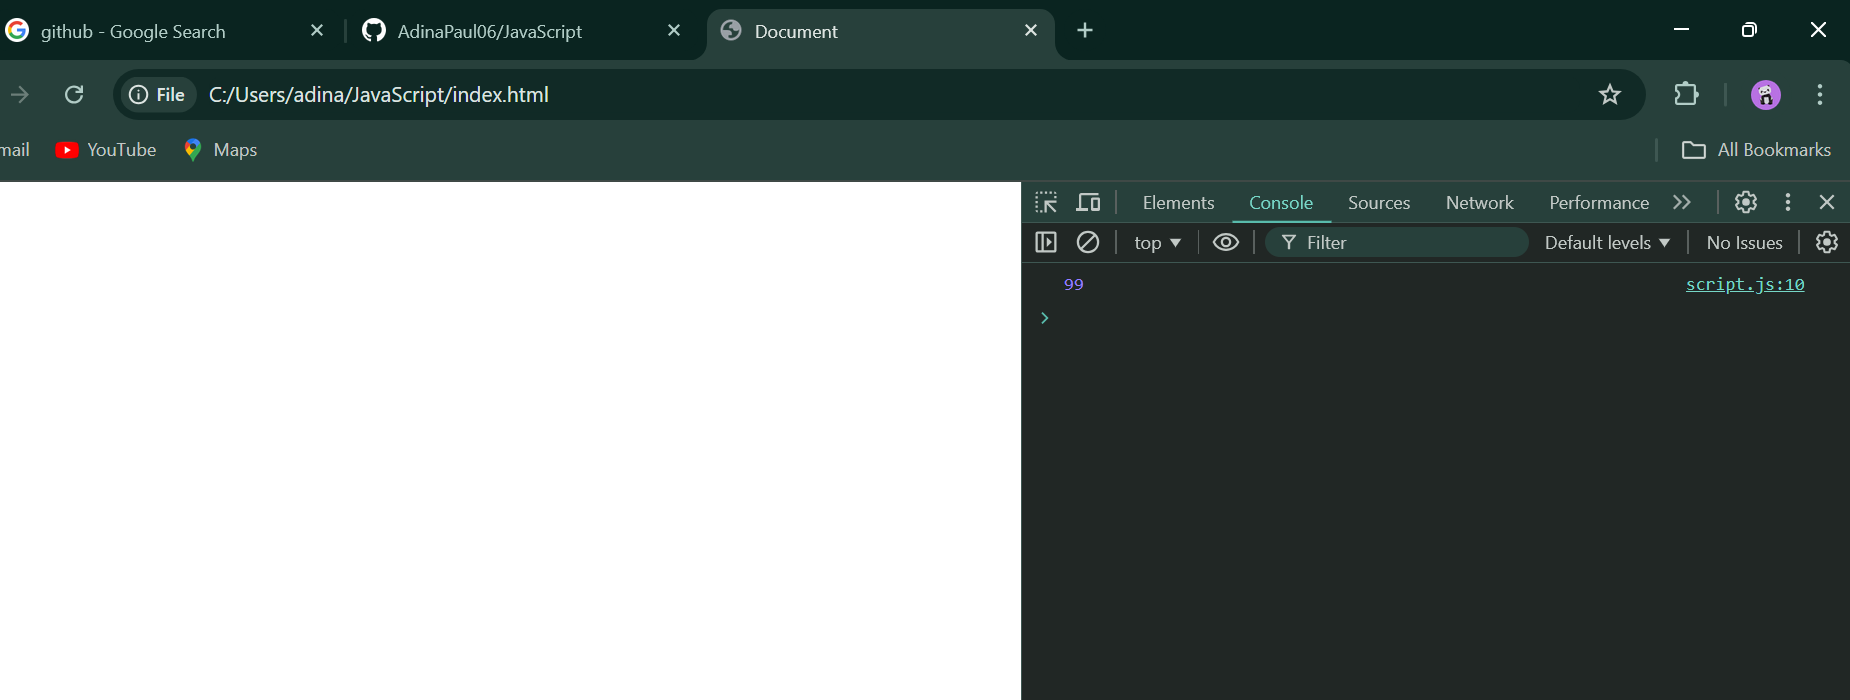 github - Google Search
AdinaPaul06/JavaScript
Document
File C:/Users/adina/JavaScript/index.html
mail YouTube Maps All Bookmarks
Elements Console Sources Network Performance
top Filter Default levels No Issues
99 script.js:10